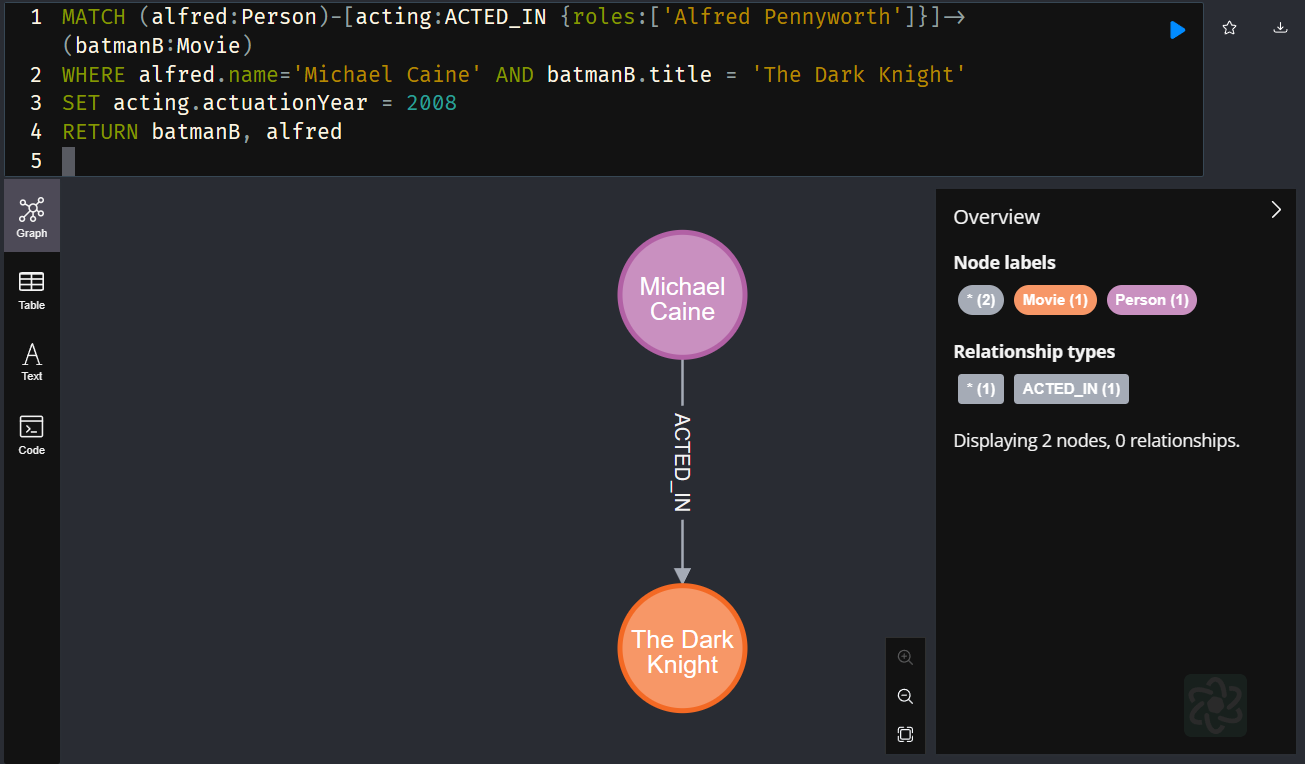 1 MATCH (alfred:Person)-[acting:ACTED_IN {roles:['Alfred Pennyworth']}]→
(batmanB:Movie)
2 WHERE alfred.name='Michael Caine' AND batmanB.title = 'The Dark Knight'
3 SET acting.actuationYear = 2008
4 RETURN batmanB, alfred
5
Graph
Table
Text
Code
Michael
Caine
ACTED_IN
The Dark
Knight
Overview
Node labels
* (2) Movie (1) Person (1)
Relationship types
* (1) ACTED_IN (1)
Displaying 2 nodes, 0 relationships.